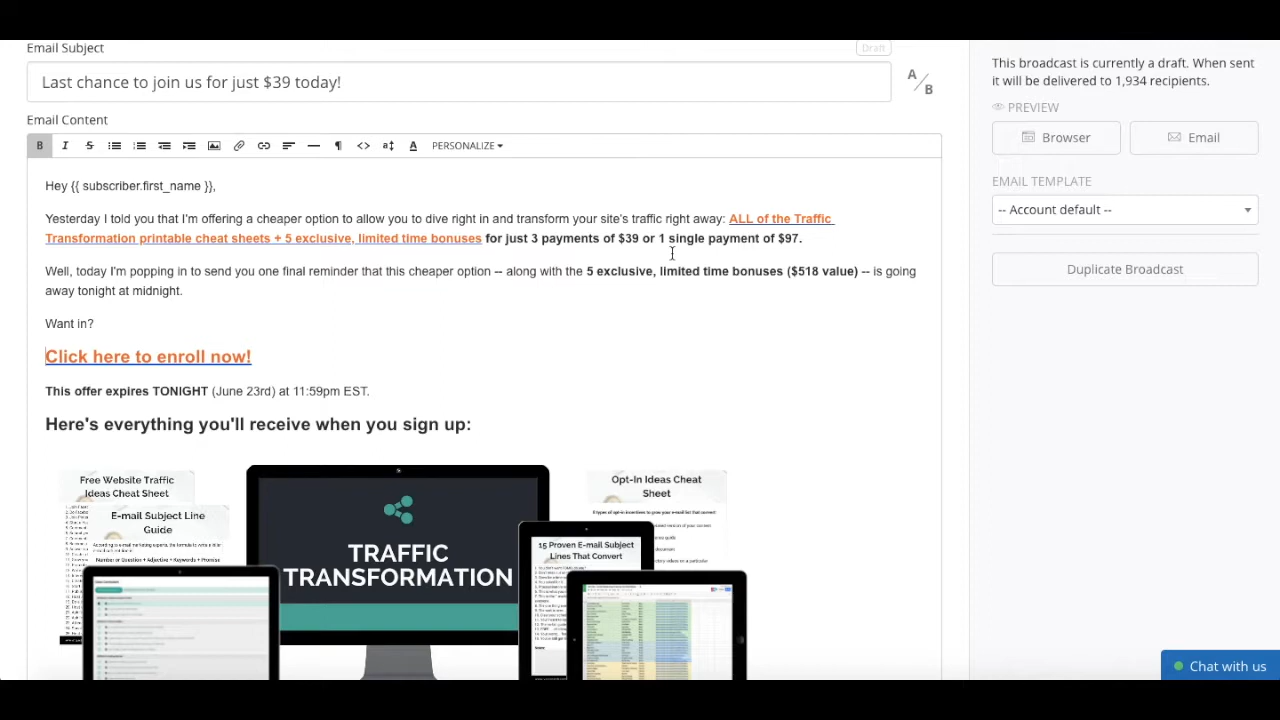 Email Subject
Draft
Last chance to join us for just $39 today!
A/B
Email Content
B I S PERSONALIZE
Hey {{ subscriber.first_name }},
Yesterday I told you that I'm offering a cheaper option to allow you to dive right in and transform your site's traffic right away: ALL of the Traffic
Transformation printable cheat sheets + 5 exclusive, limited time bonuses for just 3 payments of $39 or 1 single payment of $97.
Well, today I'm popping in to send you one final reminder that this cheaper option -- along with the 5 exclusive, limited time bonuses ($518 value) -- is going
away tonight at midnight.
Want in?
Click here to enroll now!
This offer expires TONIGHT (June 23rd) at 11:59pm EST.
Here's everything you'll receive when you sign up:
Free Website Traffic
Ideas Cheat Sheet
E-mail Subject Line
Guide
Number or Question + Adjective + Keywords + Promise
TRAFFIC
TRANSFORMATION
15 Proven E-mail Subject
Lines That Convert
Opt-In Ideas Cheat
Sheet
This broadcast is currently a draft. When sent
it will be delivered to 1,934 recipients.
PREVIEW
Browser
Email
EMAIL TEMPLATE
-- Account default --
Duplicate Broadcast
Chat with us